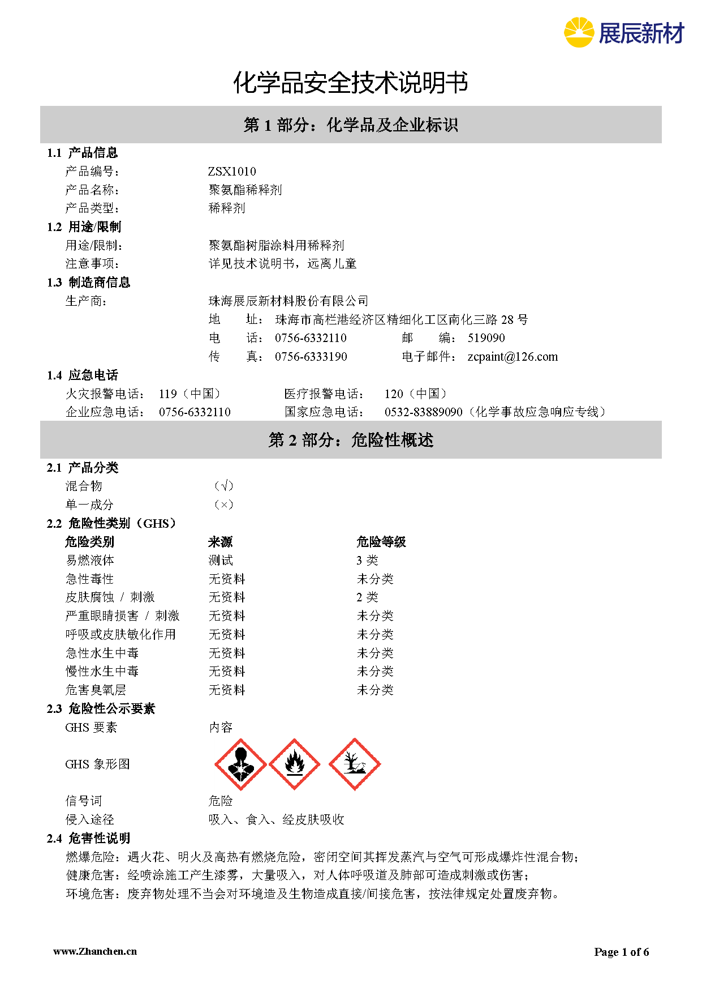 展辰新材
化学品安全技术说明书
第 1 部分：化学品及企业标识
1.1 产品信息
产品编号： ZSX1010
产品名称： 聚氨酯稀释剂
产品类型： 稀释剂
1.2 用途/限制
用途/限制： 聚氨酯树脂涂料用稀释剂
注意事项： 详见技术说明书，远离儿童
1.3 制造商信息
生产商： 珠海展辰新材料股份有限公司
地 址： 珠海市高栏港经济区精细化工区南化三路 28 号
电 话： 0756-6332110 邮 编： 519090
传 真： 0756-6333190 电子邮件： zcpaint@126.com
1.4 应急电话
火灾报警电话： 119（中国） 医疗报警电话： 120（中国）
企业应急电话： 0756-6332110 国家应急电话： 0532-83889090（化学事故应急响应专线）
第 2 部分：危险性概述
2.1 产品分类
混合物 （√）
单一成分 （×）
2.2 危险性类别（GHS）
危险类别 来源 危险等级
易燃液体 测试 3 类
急性毒性 无资料 未分类
皮肤腐蚀 / 刺激 无资料 2 类
严重眼睛损害 / 刺激 无资料 未分类
呼吸或皮肤敏化作用 无资料 未分类
急性水生中毒 无资料 未分类
慢性水生中毒 无资料 未分类
危害臭氧层 无资料 未分类
2.3 危险性公示要素
GHS 要素 内容
GHS 象形图
信号词 危险
侵入途径 吸入、食入、经皮肤吸收
2.4 危害性说明
燃爆危险：遇火花、明火及高热有燃烧危险，密闭空间其挥发蒸汽与空气可形成爆炸性混合物；
健康危害：经喷涂施工产生漆雾，大量吸入，对人体呼吸道及肺部可造成刺激或伤害；
环境危害：废弃物处理不当会对环境造及生物造成直接/间接危害，按法律规定处置废弃物。
www.Zhanchen.cn Page 1 of 6